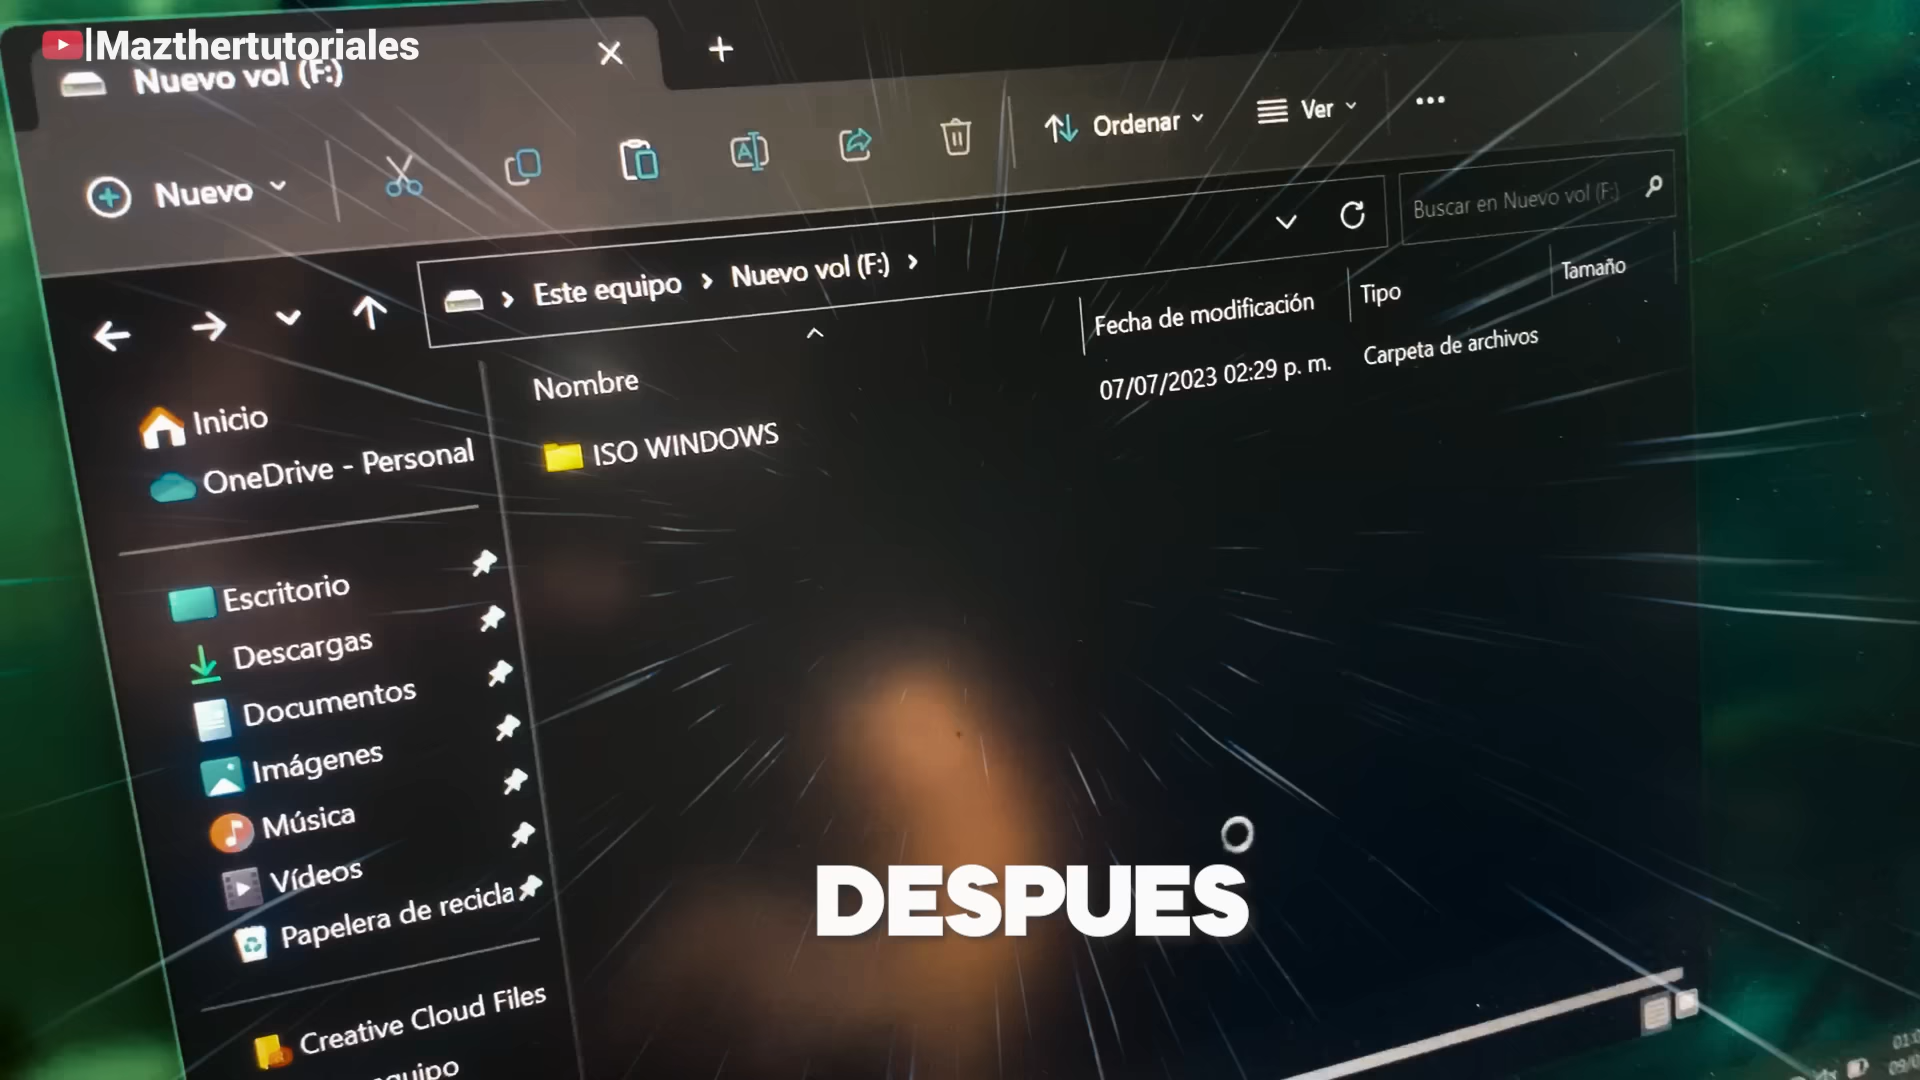 |Mazthertutoriales
Nuevo vol (F:)
Nuevo
Ordenar
Ver
Este equipo
Nuevo vol (F:)
Buscar en Nuevo vol (F:)
Nombre
Fecha de modificación
Tipo
Tamaño
ISO WINDOWS
07/07/2023 02:29 p. m.
Carpeta de archivos
Inicio
OneDrive - Personal
Escritorio
Descargas
Documentos
Imágenes
Música
Vídeos
Papelera de recicla
Creative Cloud Files
DESPUES